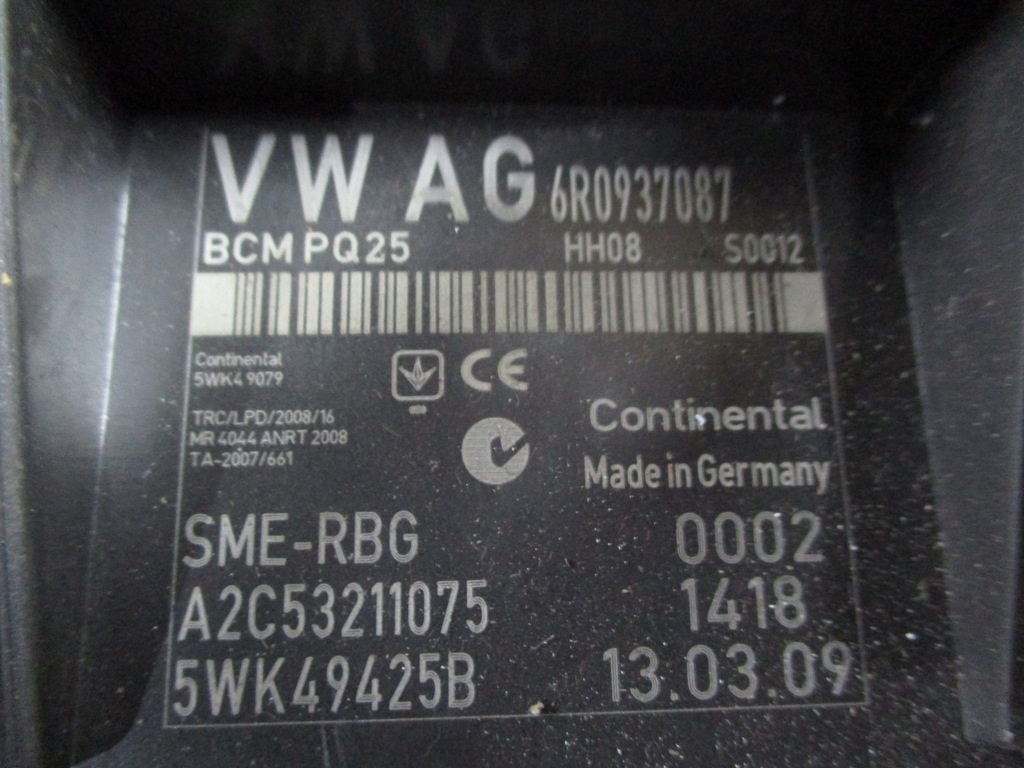 VW AG 6R0937087
BCM PQ25 HH08 S0012
Continental
5WK4 9079
CE
TRC/LPD/2008/16
MR 4044 ANRT 2008
TA-2007/661
Continental
Made in Germany
SME-RBG 0002
A2C53211075 1418
5WK49425B 13.03.09